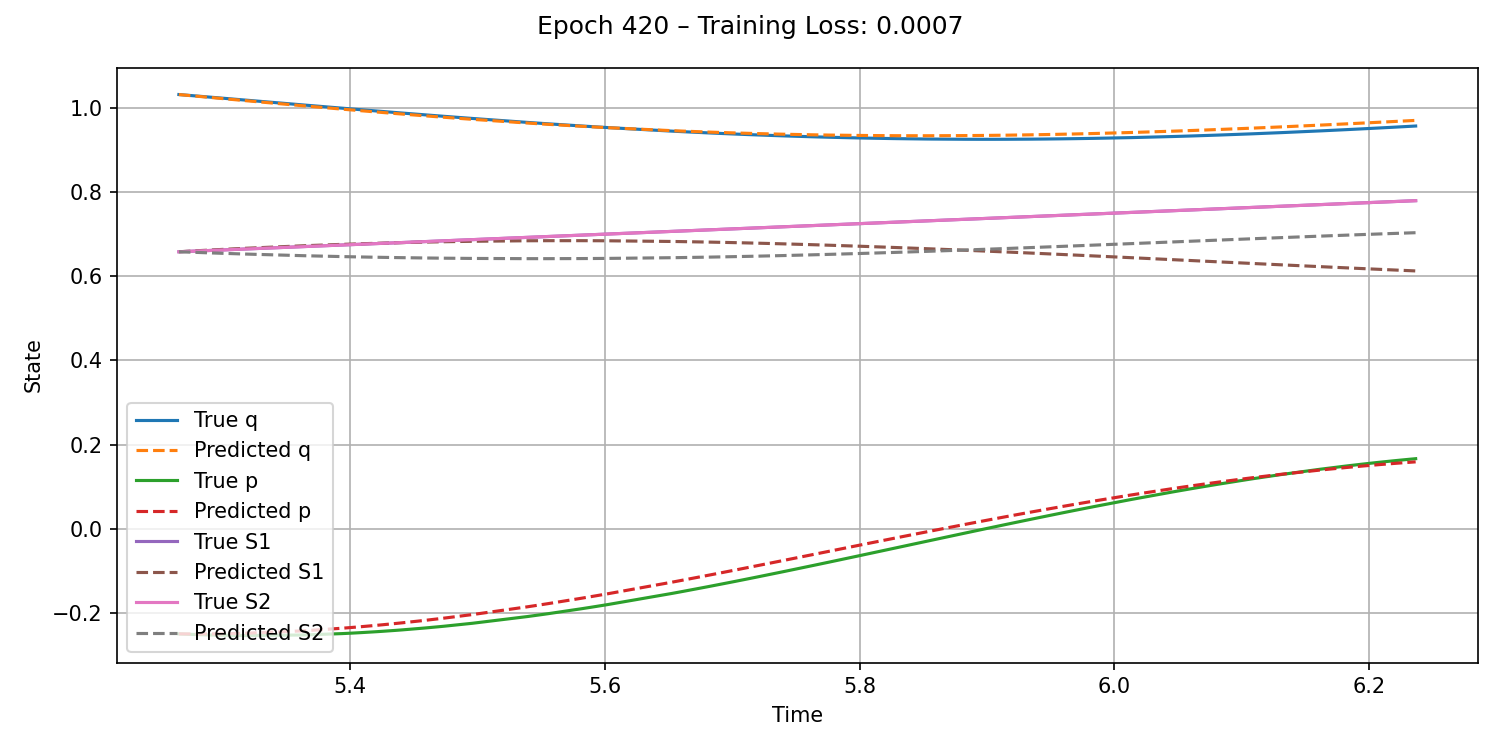 Epoch 420 – Training Loss: 0.0007
1.0
0.8
0.6
0.4
0.2
0.0
−0.2
State
True q
Predicted q
True p
Predicted p
True S1
Predicted S1
True S2
Predicted S2
5.4 5.6 5.8 6.0 6.2
Time